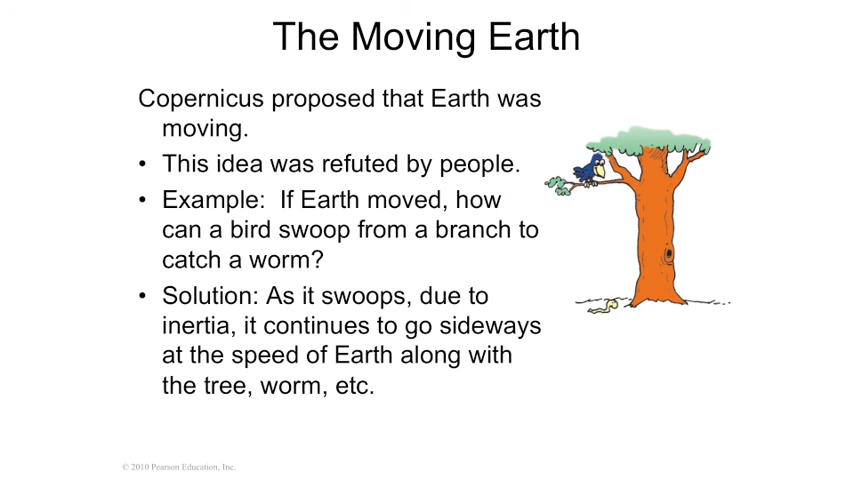 The Moving Earth
Copernicus proposed that Earth was
moving.
• This idea was refuted by people.
• Example:  If Earth moved, how
can a bird swoop from a branch to
catch a worm?
• Solution: As it swoops, due to
inertia, it continues to go sideways
at the speed of Earth along with
the tree, worm, etc.
© 2010 Pearson Education, Inc.